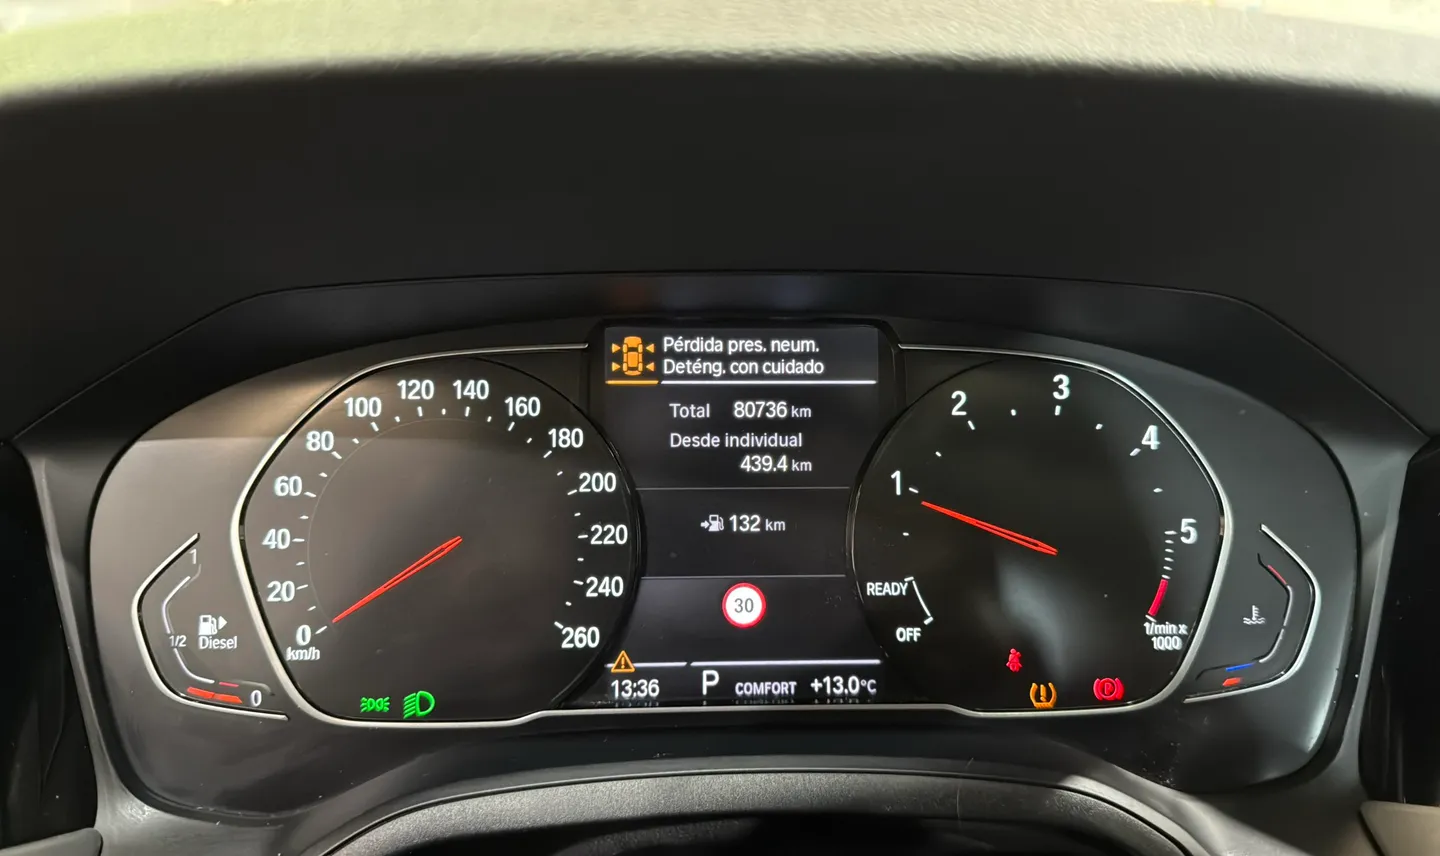 Pérdida pres. neum.
Deténg. con cuidado
Total 80736 km
Desde individual
439.4 km
132 km
30
13:36 P COMFORT +13.0°C
0
20
40
60
80
100
120
140
160
180
200
220
240
260
km/h
1
1/2
Diesel
0
1
2
3
4
5
READY
OFF
1/min x
1000